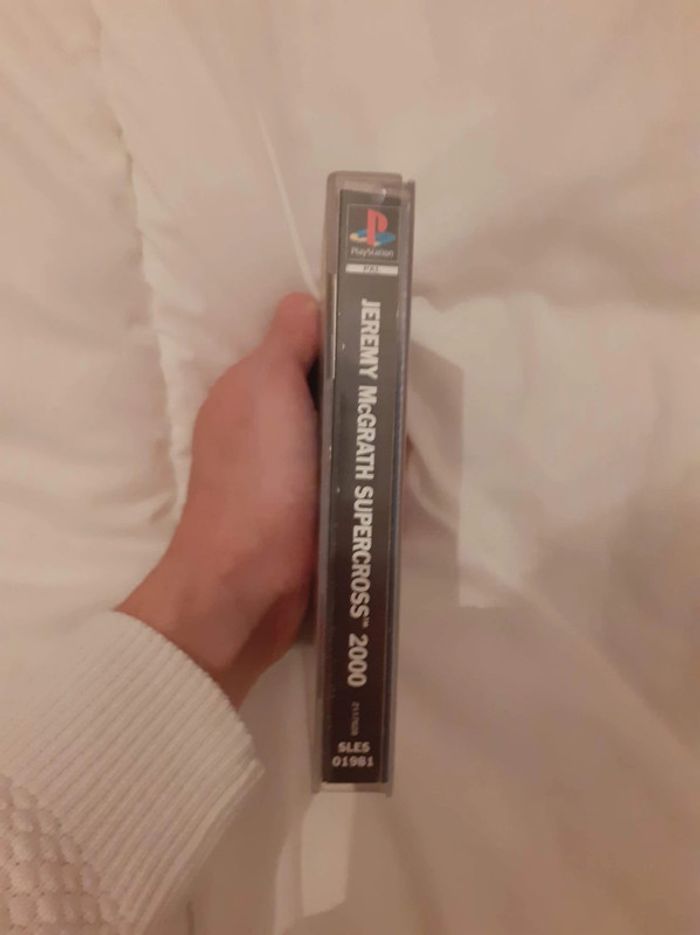 PlayStation
PAL
JEREMY McGRATH SUPERCROSS™ 2000
SLES
01981